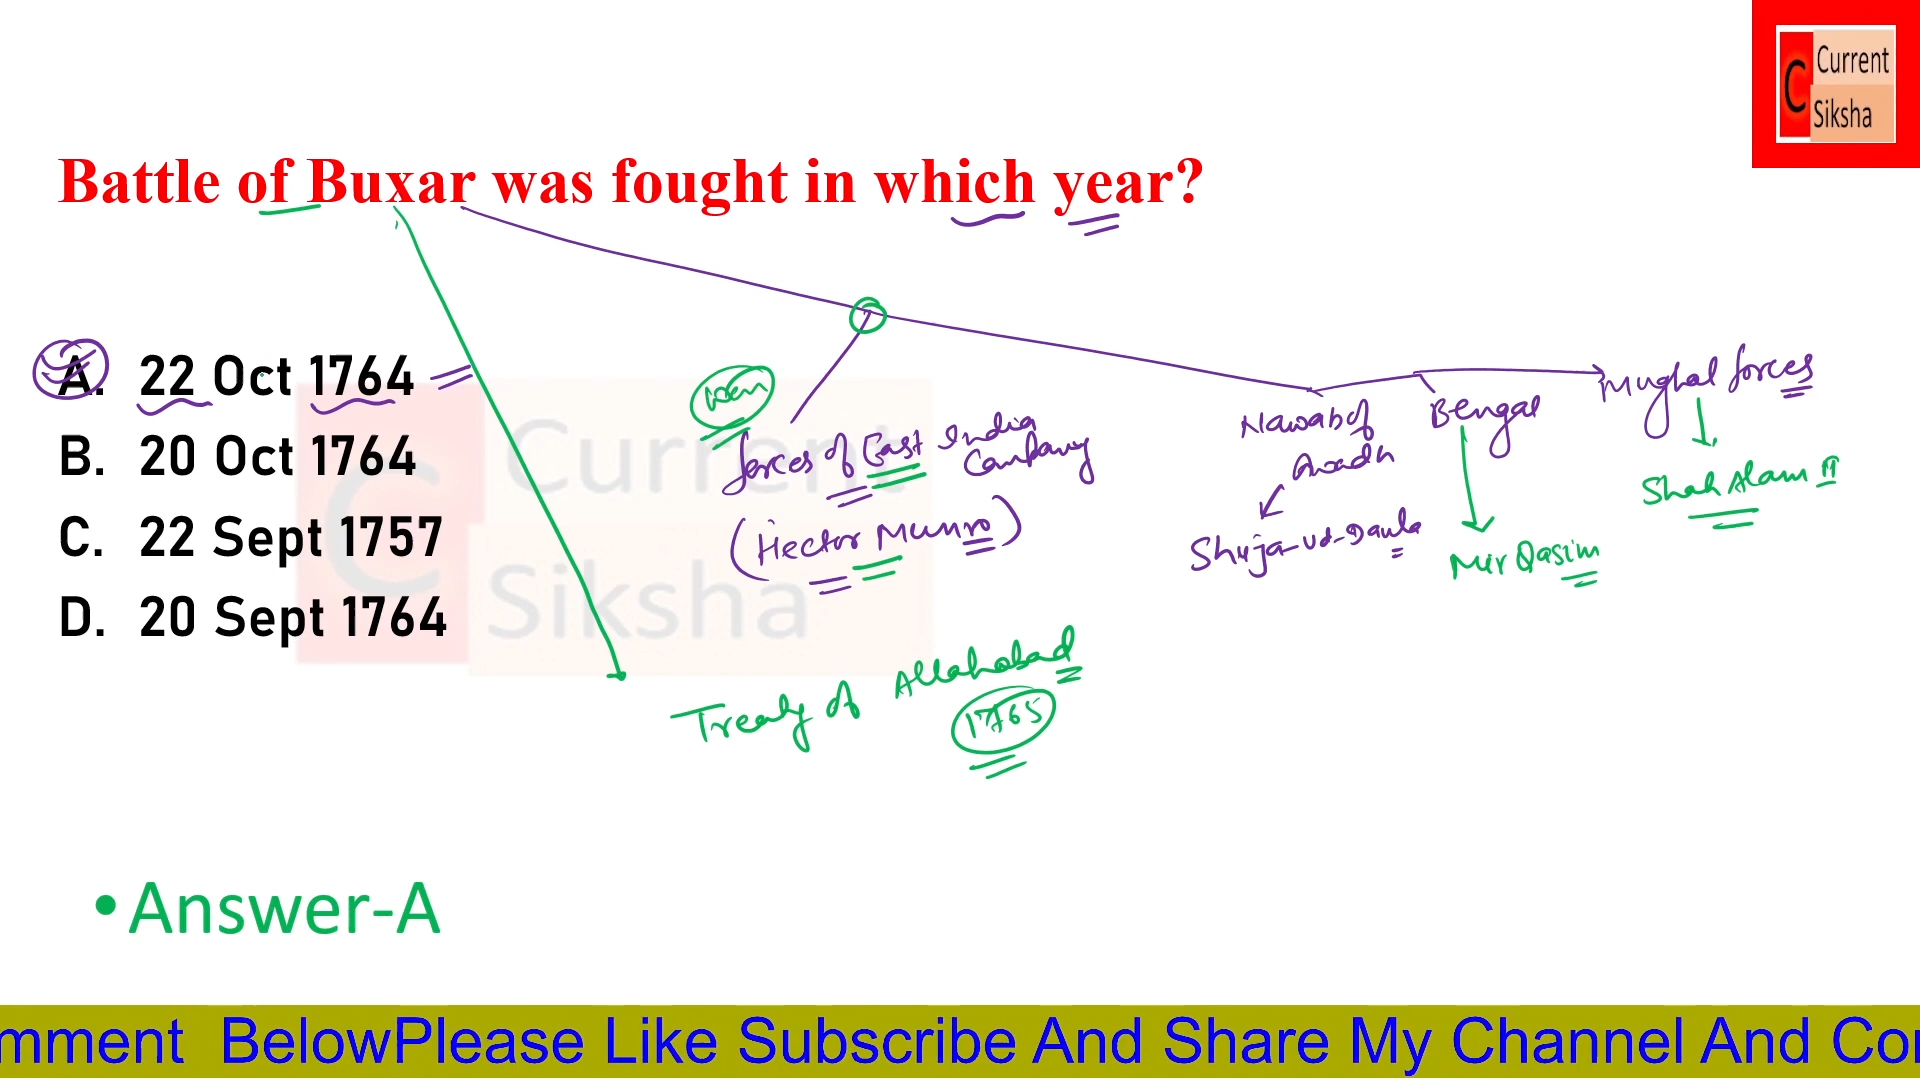 C Current
Siksha
Battle of Buxar was fought in which year?
A. 22 Oct 1764
B. 20 Oct 1764
C. 22 Sept 1757
D. 20 Sept 1764
C Current
Siksha
forces of East India
Company
(Hector Munro)
Nawab of
Awadh
Shuja-ud-Daula
Bengal
Mir Qasim
Mughal forces
Shah Alam II
Treaty of Allahabad
1765
•Answer-A
mment BelowPlease Like Subscribe And Share My Channel And Co